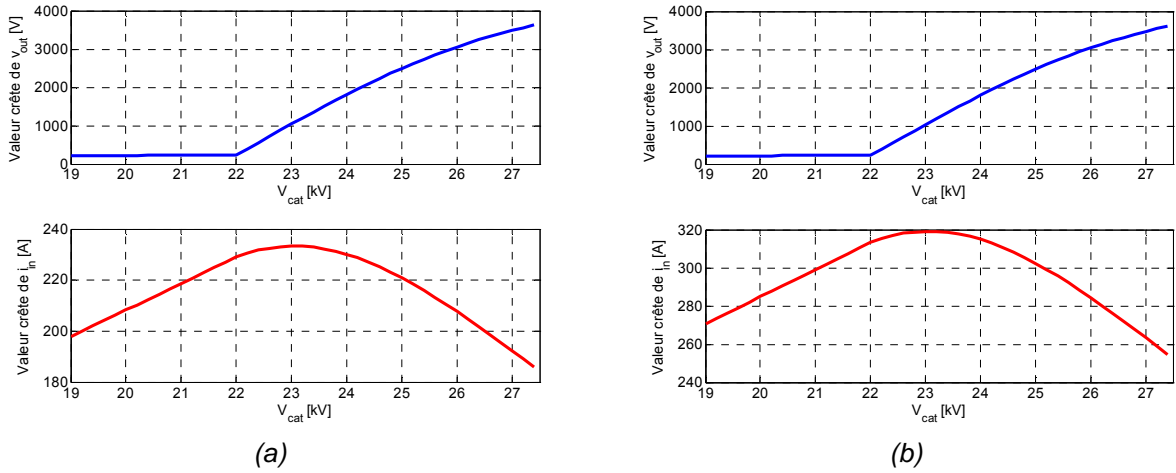 Valeur crête de v_out [V]
4000
3000
2000
1000
0
19 20 21 22 23 24 25 26 27
V_cat [kV]
Valeur crête de i_in [A]
240
220
200
180
19 20 21 22 23 24 25 26 27
V_cat [kV]
(a)
Valeur crête de v_out [V]
4000
3000
2000
1000
0
19 20 21 22 23 24 25 26 27
V_cat [kV]
Valeur crête de i_in [A]
320
300
280
260
240
19 20 21 22 23 24 25 26 27
V_cat [kV]
(b)